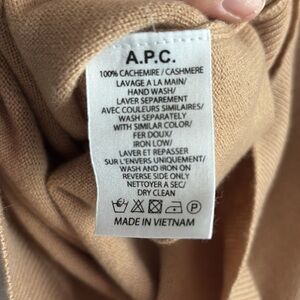 A.P.C.
100% CACHEMIRE / CASHMERE
LAVAGE A LA MAIN/
HAND WASH/
LAVER SEPAREMENT
AVEC COULEURS SIMILAIRES/
WASH SEPARATELY
WITH SIMILAR COLOR/
FER DOUX/
IRON LOW/
LAVER ET REPASSER
SUR L'ENVERS UNIQUEMENT/
WASH AND IRON ON
REVERSE SIDE ONLY
NETTOYER A SEC/
DRY CLEAN
P
MADE IN VIETNAM